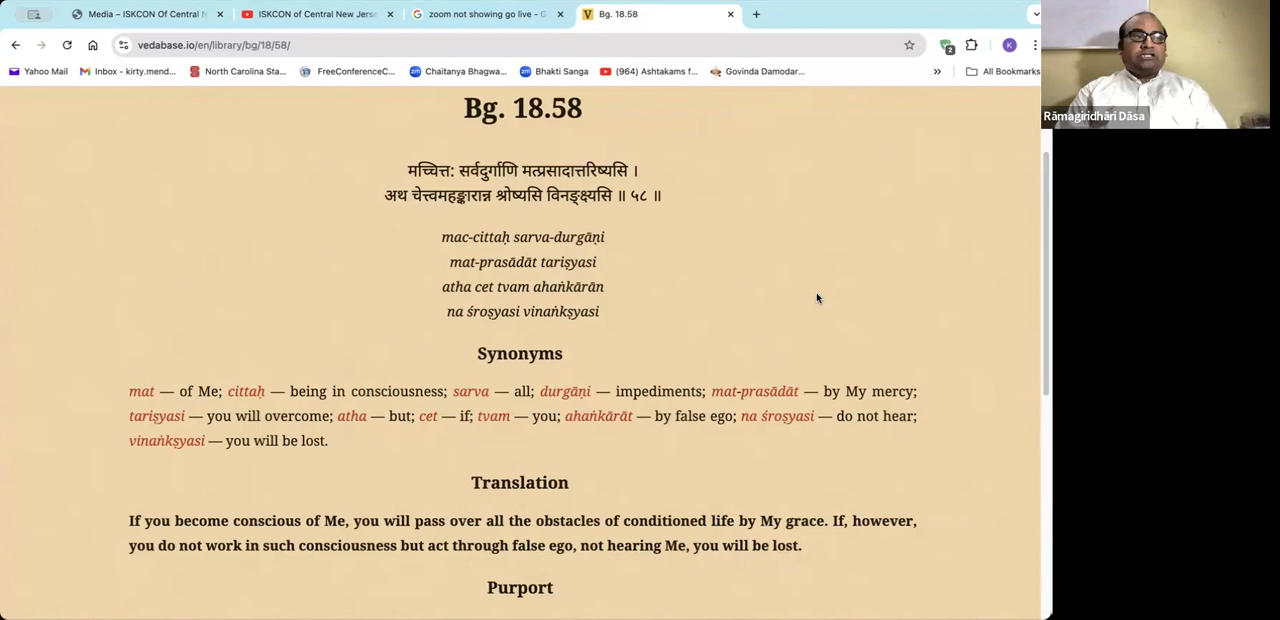 Media – ISKCON Of Central N
ISKCON of Central New Jerse
zoom not showing go live - G
Bg. 18.58
vedabase.io/en/library/bg/18/58/
2
K
Yahoo Mail
Inbox - kirty.mend...
North Carolina Sta...
FreeConferenceC...
Chaitanya Bhagwa...
Bhakti Sanga
(964) Ashtakams f...
Govinda Damodar...
»
All Bookmarks
Rāmagiridhāri Dāsa
Bg. 18.58
मच्चित्त: सर्वदुर्गाणि मत्प्रसादात्तरिष्यसि ।
अथ चेत्त्वमहङ्कारान्न श्रोष्यसि विनङ्‍क्ष्यसि ॥ ५८ ॥
mac-cittaḥ sarva-durgāṇi
mat-prasādāt tariṣyasi
atha cet tvam ahaṅkārān
na śroṣyasi vinaṅkṣyasi
Synonyms
mat — of Me; cittaḥ — being in consciousness; sarva — all; durgāṇi — impediments; mat-prasādāt — by My mercy;
tariṣyasi — you will overcome; atha — but; cet — if; tvam — you; ahaṅkārāt — by false ego; na śroṣyasi — do not hear;
vinaṅkṣyasi — you will be lost.
Translation
If you become conscious of Me, you will pass over all the obstacles of conditioned life by My grace. If, however,
you do not work in such consciousness but act through false ego, not hearing Me, you will be lost.
Purport